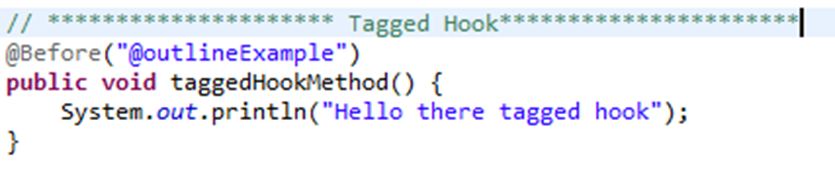 // ********************* Tagged Hook**********************
@Before("@outlineExample")
public void taggedHookMethod() {
    System.out.println("Hello there tagged hook");
}